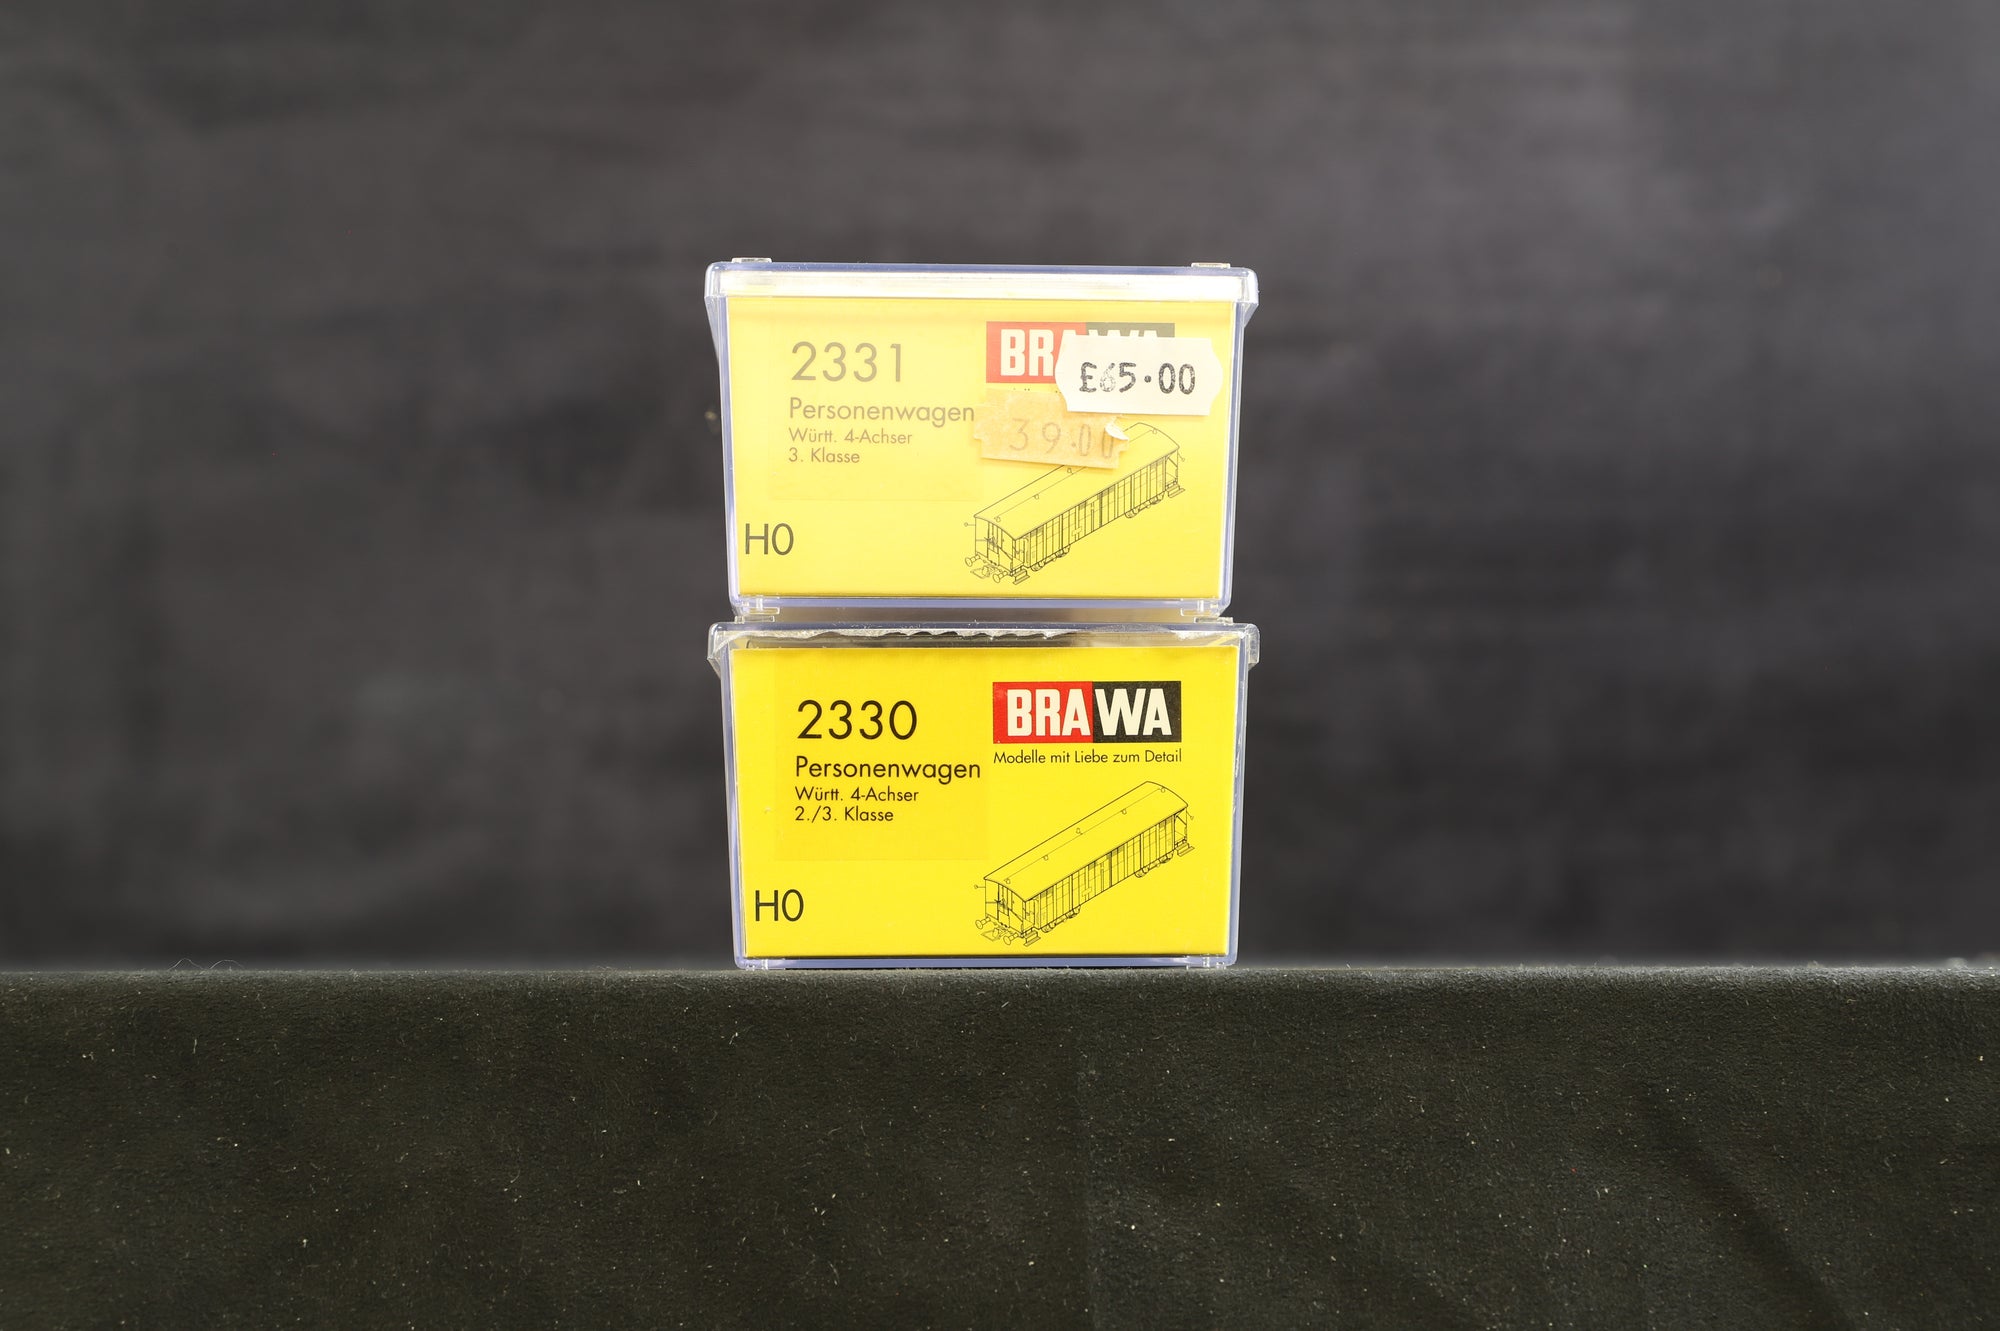 2331
£65.00
Personenwagen
39.00
Württ. 4-Achser
3. Klasse
H0
2330
BRAWA
Modelle mit Liebe zum Detail
Personenwagen
Württ. 4-Achser
2./3. Klasse
H0